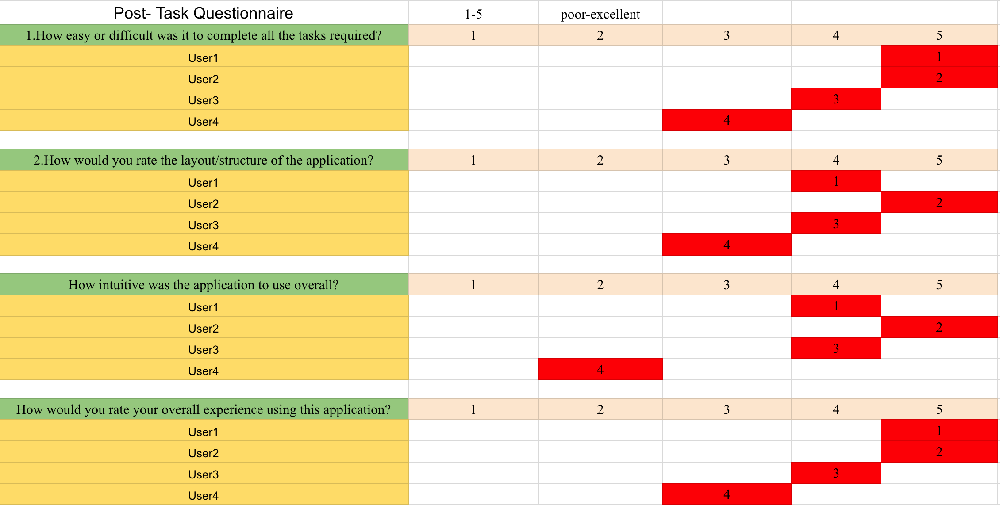 Post- Task Questionnaire 1-5 poor-excellent
1.How easy or difficult was it to complete all the tasks required? 1 2 3 4 5
User1 1
User2 2
User3 3
User4 4
2.How would you rate the layout/structure of the application? 1 2 3 4 5
User1 1
User2 2
User3 3
User4 4
How intuitive was the application to use overall? 1 2 3 4 5
User1 1
User2 2
User3 3
User4 4
How would you rate your overall experience using this application? 1 2 3 4 5
User1 1
User2 2
User3 3
User4 4